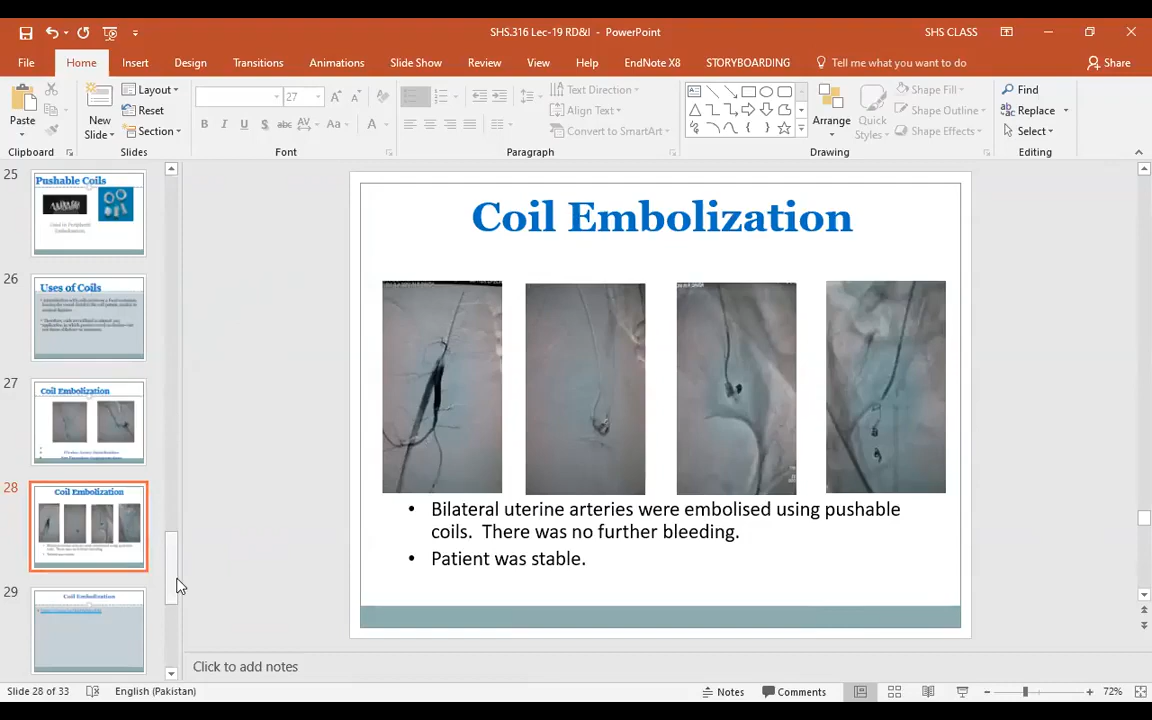 SHS.316 Lec-19 RD&I - PowerPoint
SHS CLASS
File Home Insert Design Transitions Animations Slide Show Review View Help EndNote X8 STORYBOARDING Tell me what you want to do Share
Paste
Clipboard
New Slide
Layout
Reset
Section
Slides
27
B I U S abc AV Aa A
Font
Text Direction
Align Text
Convert to SmartArt
Paragraph
Arrange
Quick Styles
Shape Fill
Shape Outline
Shape Effects
Drawing
Find
Replace
Select
Editing
25
Pushable Coils
26
Uses of Coils
27
Coil Embolization
28
Coil Embolization
29
Coil Embolization
Coil Embolization
• Bilateral uterine arteries were embolised using pushable
coils. There was no further bleeding.
• Patient was stable.
Click to add notes
Slide 28 of 33 English (Pakistan) Notes Comments 72%